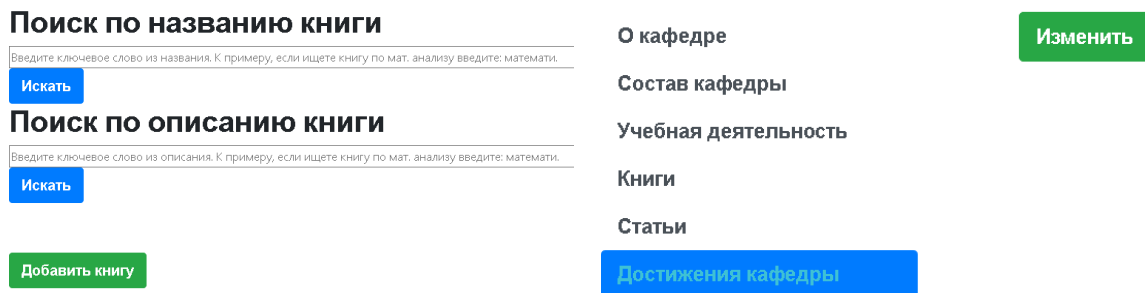 Поиск по названию книги
Введите ключевое слово из названия. К примеру, если ищете книгу по мат. анализу введите: математи.
Искать
Поиск по описанию книги
Введите ключевое слово из описания. К примеру, если ищете книгу по мат. анализу введите: математи.
Искать
Добавить книгу
О кафедре
Состав кафедры
Учебная деятельность
Книги
Статьи
Достижения кафедры
Изменить